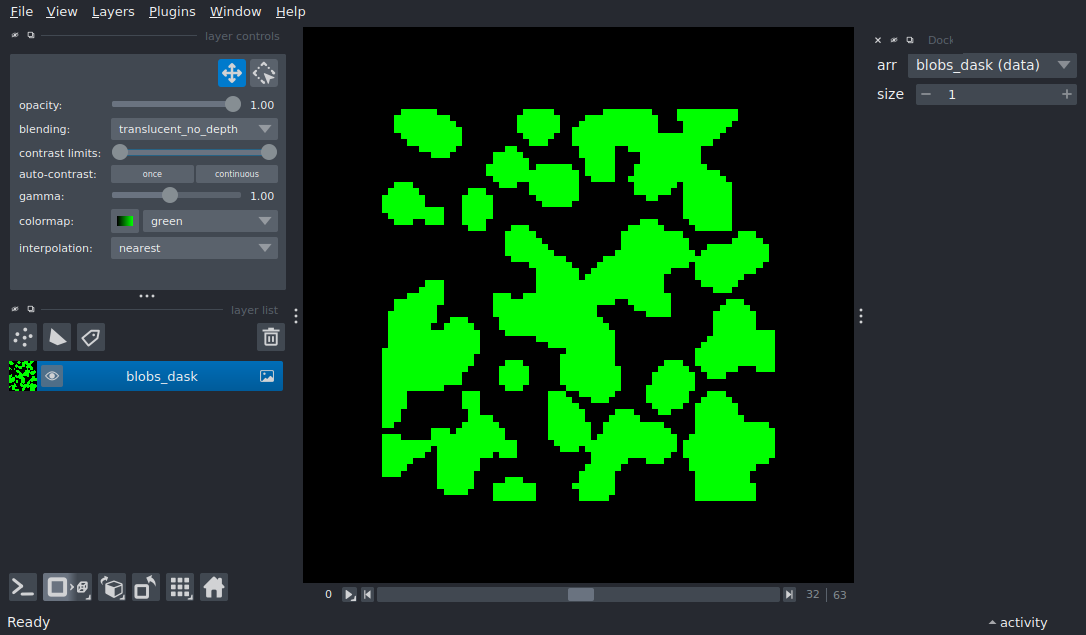 File View Layers Plugins Window Help
layer controls
opacity: 1.00
blending: translucent_no_depth
contrast limits:
auto-contrast: once continuous
gamma: 1.00
colormap: green
interpolation: nearest
layer list
blobs_dask
0 32 63
Ready
Dock
arr blobs_dask (data)
size 1
activity